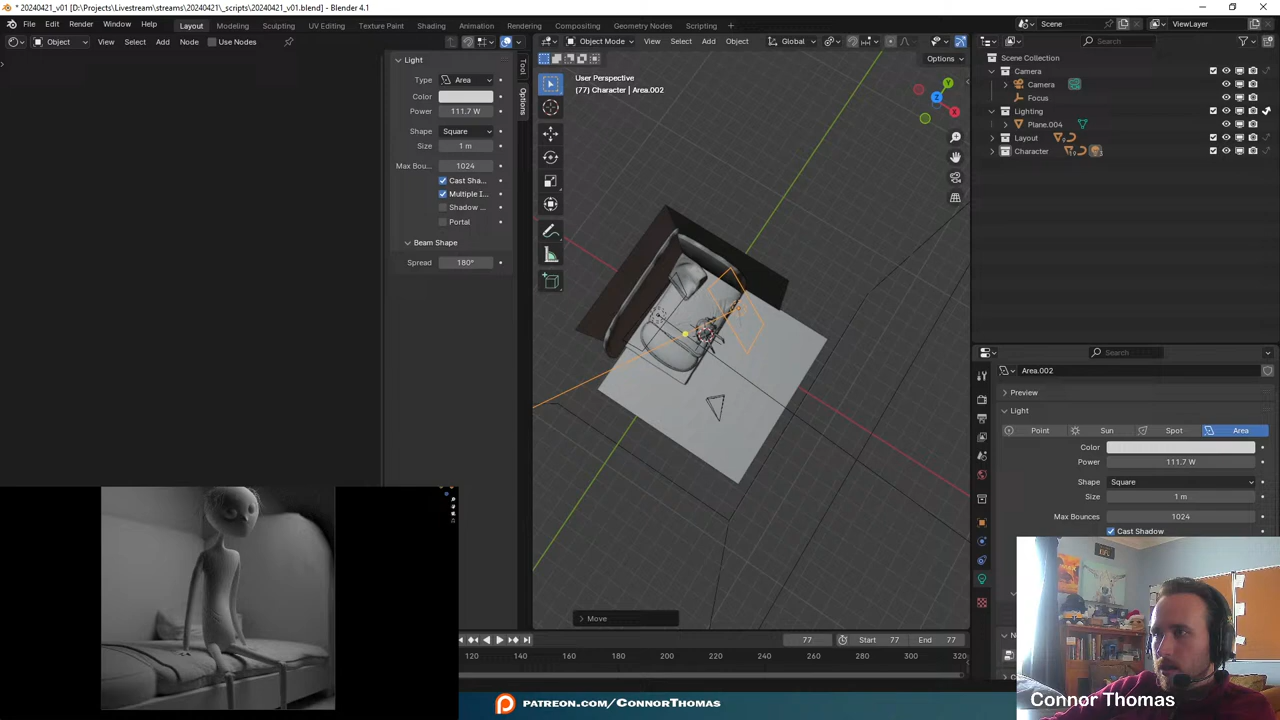 * 20240421_v01 [D:\Projects\Livestream\streams\20240421\_scripts\20240421_v01.blend] - Blender 4.1
File Edit Render Window Help Layout Modeling Sculpting UV Editing Texture Paint Shading Animation Rendering Compositing Geometry Nodes Scripting + Scene ViewLayer
Object View Select Add Node Use Nodes Object Mode View Select Add Object Global Search
Options
Light
Type Area
Color
Power 111.7 W
Shape Square
Size 1 m
Max Bou... 1024
Cast Sha...
Multiple I...
Shadow ...
Portal
Beam Shape
Spread 180°
Tool
Options
User Perspective
(77) Character | Area.002
Z
Y
X
Move
Scene Collection
Camera
Camera
Focus
Lighting
Plane.004
Layout
Character
Search
Area.002
Preview
Light
Point Sun Spot Area
Color
Power 111.7 W
Shape Square
Size 1 m
Max Bounces 1024
Cast Shadow
77 Start 77 End 77
120 140 160 180 200 220 240 260 280 300 320
PATREON.COM/CONNORTHOMAS
Connor Thomas